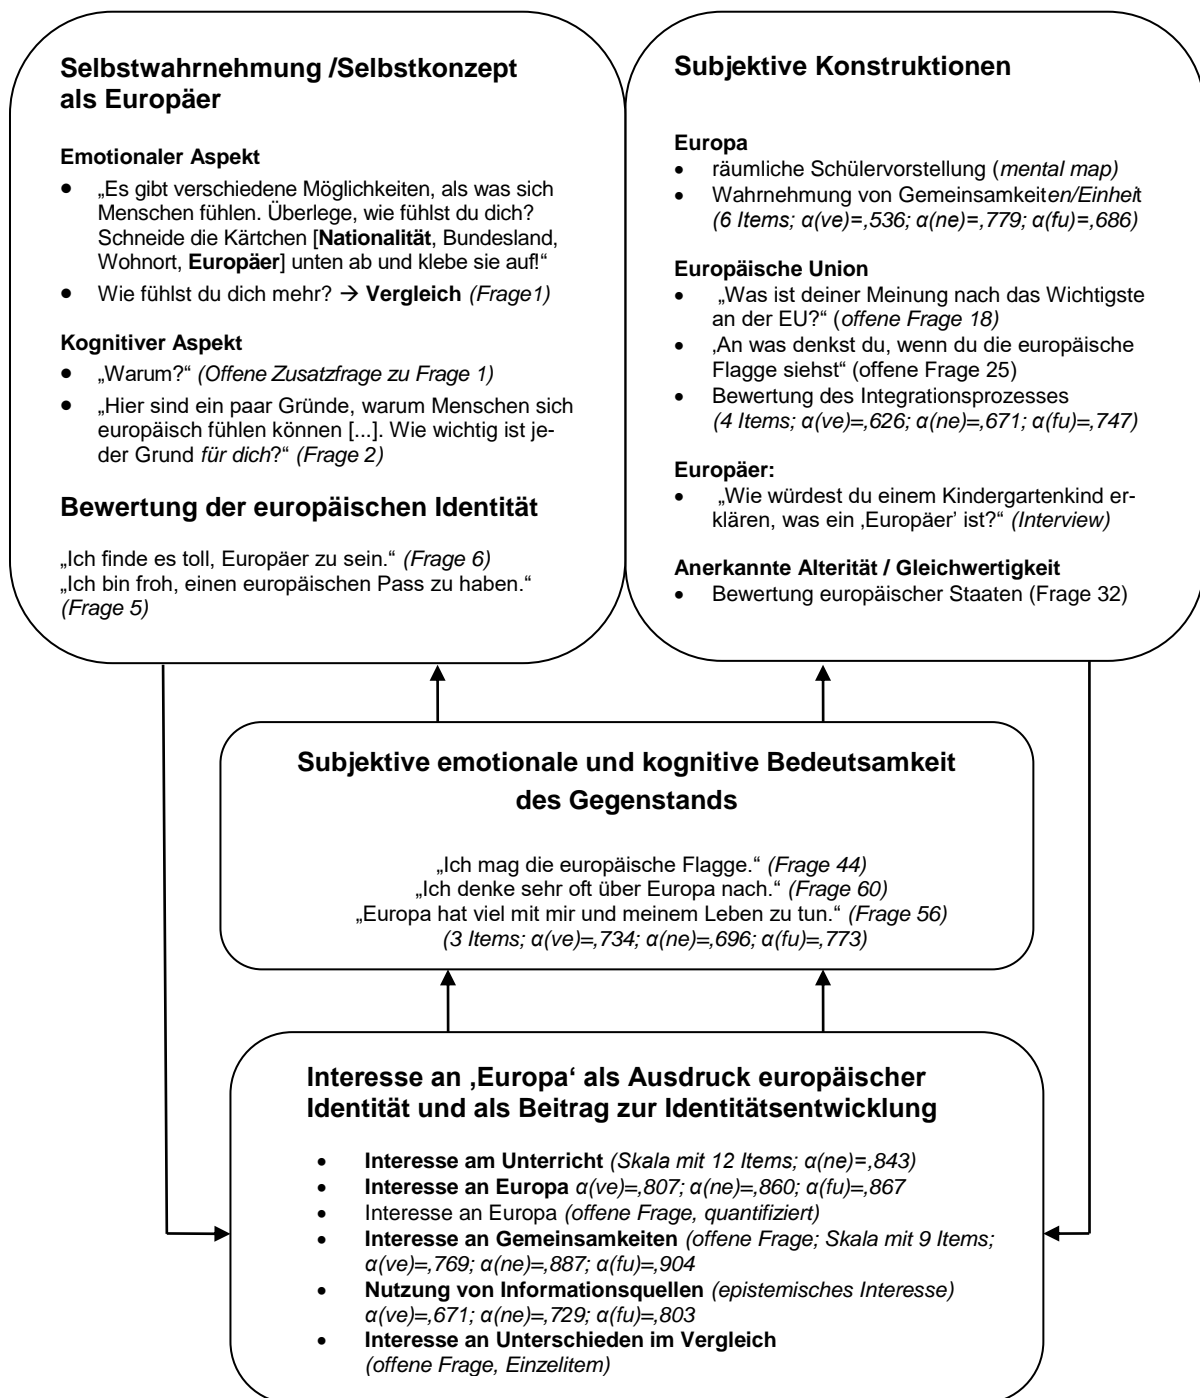 Selbstwahrnehmung /Selbstkonzept
als Europäer
Emotionaler Aspekt
• „Es gibt verschiedene Möglichkeiten, als was sich
Menschen fühlen. Überlege, wie fühlst du dich?
Schneide die Kärtchen [Nationalität, Bundesland,
Wohnort, Europäer] unten ab und klebe sie auf!“
• Wie fühlst du dich mehr? → Vergleich (Frage1)
Kognitiver Aspekt
• „Warum?“ (Offene Zusatzfrage zu Frage 1)
• „Hier sind ein paar Gründe, warum Menschen sich
europäisch fühlen können [...]. Wie wichtig ist je-
der Grund für dich?“ (Frage 2)
Bewertung der europäischen Identität
„Ich finde es toll, Europäer zu sein.“ (Frage 6)
„Ich bin froh, einen europäischen Pass zu haben.“
(Frage 5)
Subjektive Konstruktionen
Europa
• räumliche Schülervorstellung (mental map)
• Wahrnehmung von Gemeinsamkeiten/Einheit
(6 Items; α(ve)=,536; α(ne)=,779; α(fu)=,686)
Europäische Union
• „Was ist deiner Meinung nach das Wichtigste
an der EU?“ (offene Frage 18)
• ‚An was denkst du, wenn du die europäische
Flagge siehst“ (offene Frage 25)
• Bewertung des Integrationsprozesses
(4 Items; α(ve)=,626; α(ne)=,671; α(fu)=,747)
Europäer:
• „Wie würdest du einem Kindergartenkind er-
klären, was ein ‚Europäer’ ist?“ (Interview)
Anerkannte Alterität / Gleichwertigkeit
• Bewertung europäischer Staaten (Frage 32)
Subjektive emotionale und kognitive Bedeutsamkeit
des Gegenstands
„Ich mag die europäische Flagge.“ (Frage 44)
„Ich denke sehr oft über Europa nach.“ (Frage 60)
„Europa hat viel mit mir und meinem Leben zu tun.“ (Frage 56)
(3 Items; α(ve)=,734; α(ne)=,696; α(fu)=,773)
Interesse an ‚Europa‘ als Ausdruck europäischer
Identität und als Beitrag zur Identitätsentwicklung
• Interesse am Unterricht (Skala mit 12 Items; α(ne)=,843)
• Interesse an Europa α(ve)=,807; α(ne)=,860; α(fu)=,867
• Interesse an Europa (offene Frage, quantifiziert)
• Interesse an Gemeinsamkeiten (offene Frage; Skala mit 9 Items;
α(ve)=,769; α(ne)=,887; α(fu)=,904
• Nutzung von Informationsquellen (epistemisches Interesse)
α(ve)=,671; α(ne)=,729; α(fu)=,803
• Interesse an Unterschieden im Vergleich
(offene Frage, Einzelitem)